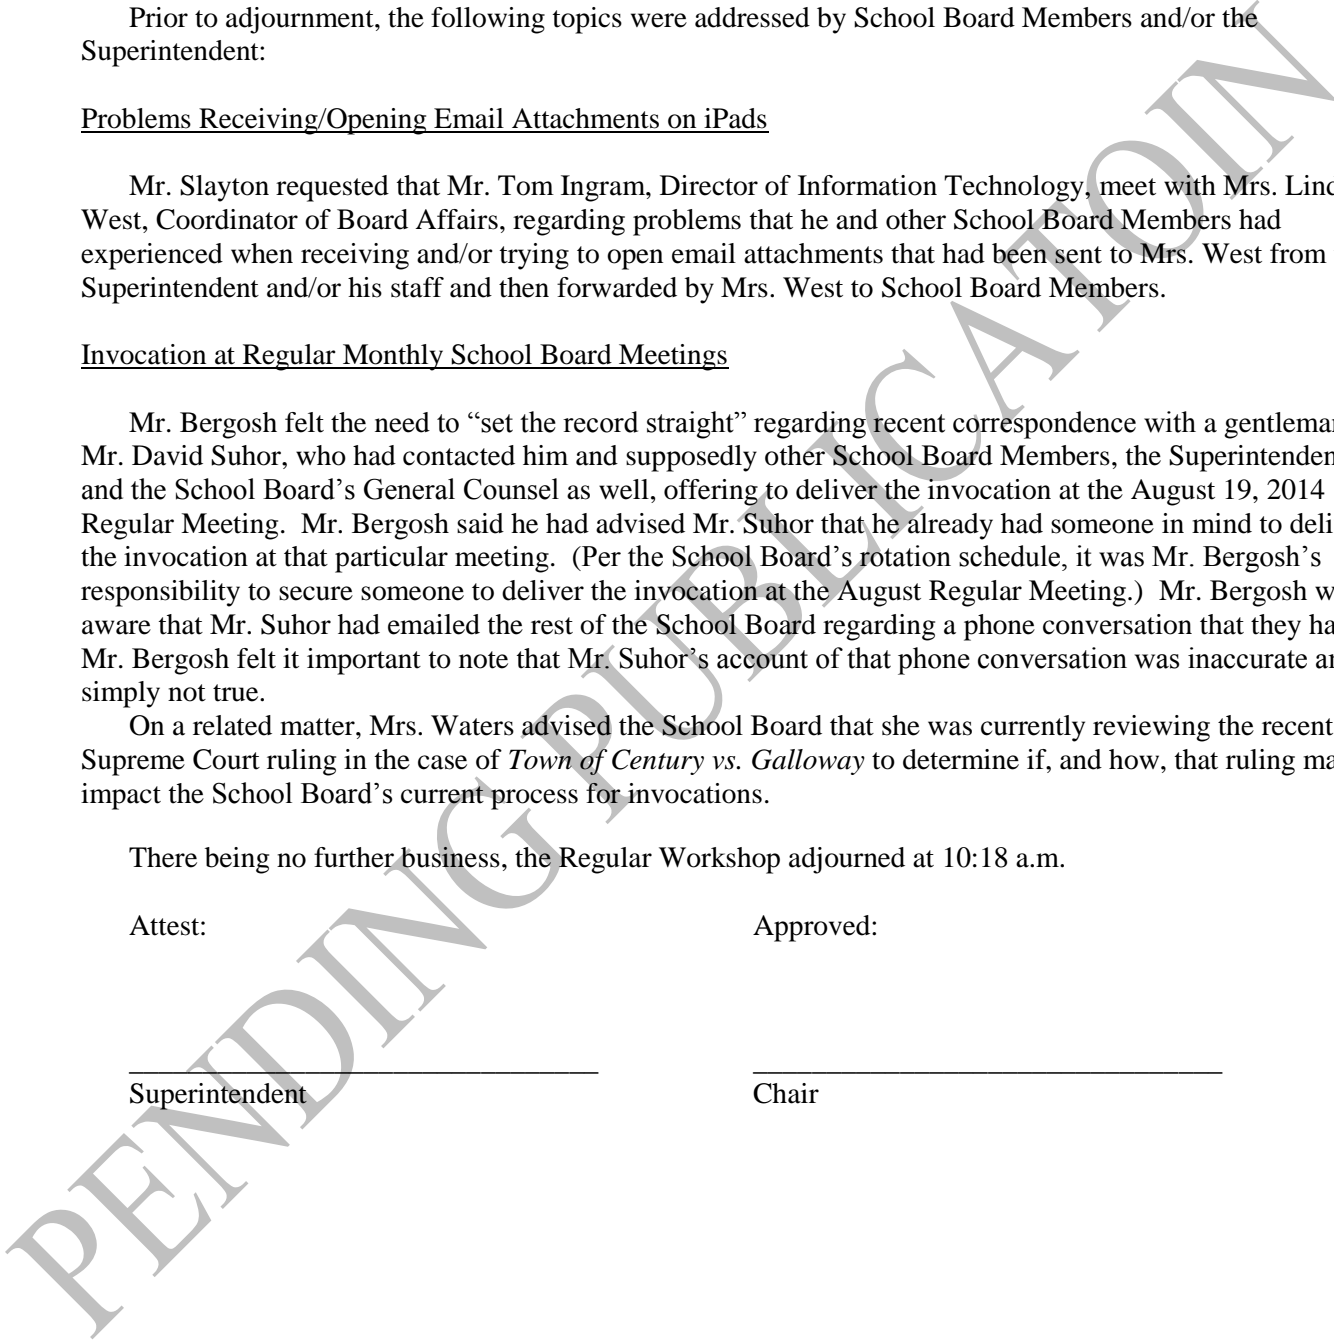 Prior to adjournment, the following topics were addressed by School Board Members and/or the
Superintendent:
Problems Receiving/Opening Email Attachments on iPads
Mr. Slayton requested that Mr. Tom Ingram, Director of Information Technology, meet with Mrs. Lind
West, Coordinator of Board Affairs, regarding problems that he and other School Board Members had
experienced when receiving and/or trying to open email attachments that had been sent to Mrs. West from
Superintendent and/or his staff and then forwarded by Mrs. West to School Board Members.
Invocation at Regular Monthly School Board Meetings
Mr. Bergosh felt the need to “set the record straight” regarding recent correspondence with a gentleman
Mr. David Suhor, who had contacted him and supposedly other School Board Members, the Superintenden
and the School Board’s General Counsel as well, offering to deliver the invocation at the August 19, 2014
Regular Meeting.  Mr. Bergosh said he had advised Mr. Suhor that he already had someone in mind to deli
the invocation at that particular meeting.  (Per the School Board’s rotation schedule, it was Mr. Bergosh’s
responsibility to secure someone to deliver the invocation at the August Regular Meeting.)  Mr. Bergosh w
aware that Mr. Suhor had emailed the rest of the School Board regarding a phone conversation that they ha
Mr. Bergosh felt it important to note that Mr. Suhor’s account of that phone conversation was inaccurate an
simply not true.
On a related matter, Mrs. Waters advised the School Board that she was currently reviewing the recent
Supreme Court ruling in the case of Town of Century vs. Galloway to determine if, and how, that ruling ma
impact the School Board’s current process for invocations.
There being no further business, the Regular Workshop adjourned at 10:18 a.m.
Attest: Approved:
Superintendent Chair
PENDING PUBLICATOIN